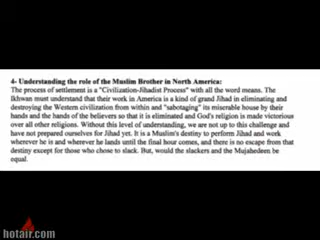 4- Understanding the role of the Muslim Brother in North America:
The process of settlement is a "Civilization-Jihadist Process" with all the word means. The
Ikhwan must understand that their work in America is a kind of grand Jihad in eliminating and
destroying the Western civilization from within and "sabotaging" its miserable house by their
hands and the hands of the believers so that it is eliminated and God's religion is made victorious
over all other religions. Without this level of understanding, we are not up to this challenge and
have not prepared ourselves for Jihad yet. It is a Muslim's destiny to perform Jihad and work
wherever he is and wherever he lands until the final hour comes, and there is no escape from that
destiny except for those who chose to slack. But, would the slackers and the Mujahedeen be
equal.
hotair.com